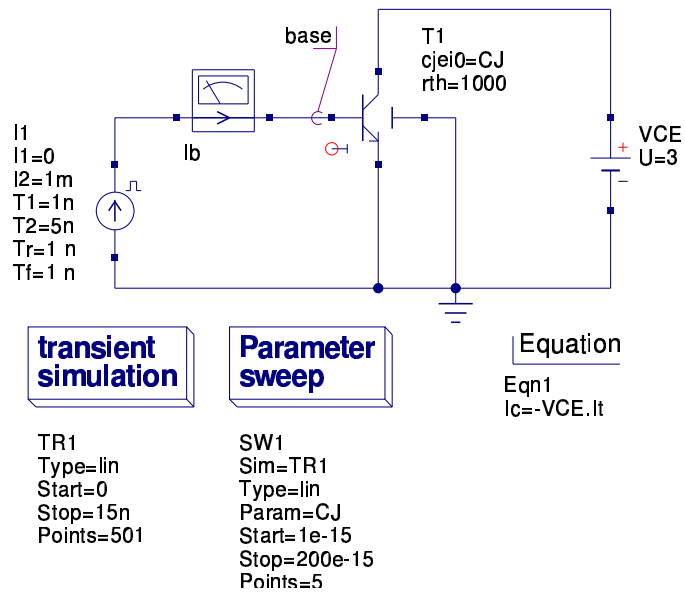 base
T1
cjei0=CJ
rth=1000
I1
I1=0
I2=1m
T1=1n
T2=5n
Tr=1 n
Tf=1 n
Ib
VCE
U=3
+
−
transient
simulation
Parameter
sweep
Equation
Eqn1
Ic=-VCE.It
TR1
Type=lin
Start=0
Stop=15n
Points=501
SW1
Sim=TR1
Type=lin
Param=CJ
Start=1e-15
Stop=200e-15
Points=5